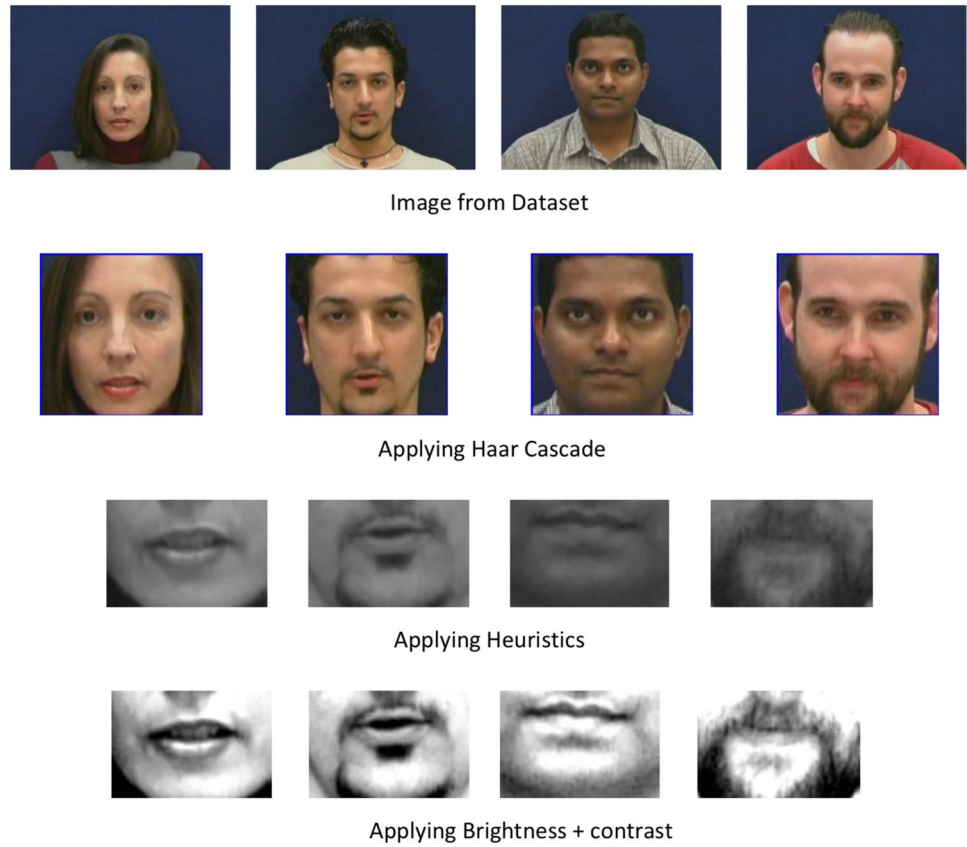 Image from Dataset
Applying Haar Cascade
Applying Heuristics
Applying Brightness + contrast